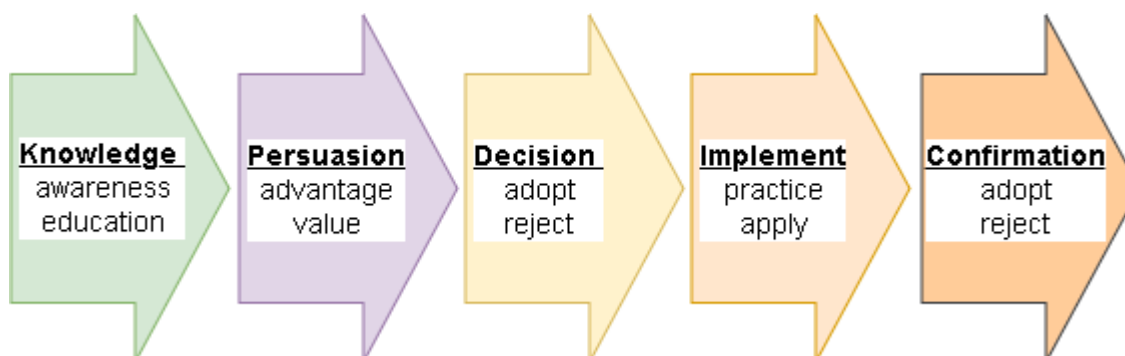 Knowledge
awareness
education
Persuasion
advantage
value
Decision
adopt
reject
Implement
practice
apply
Confirmation
adopt
reject